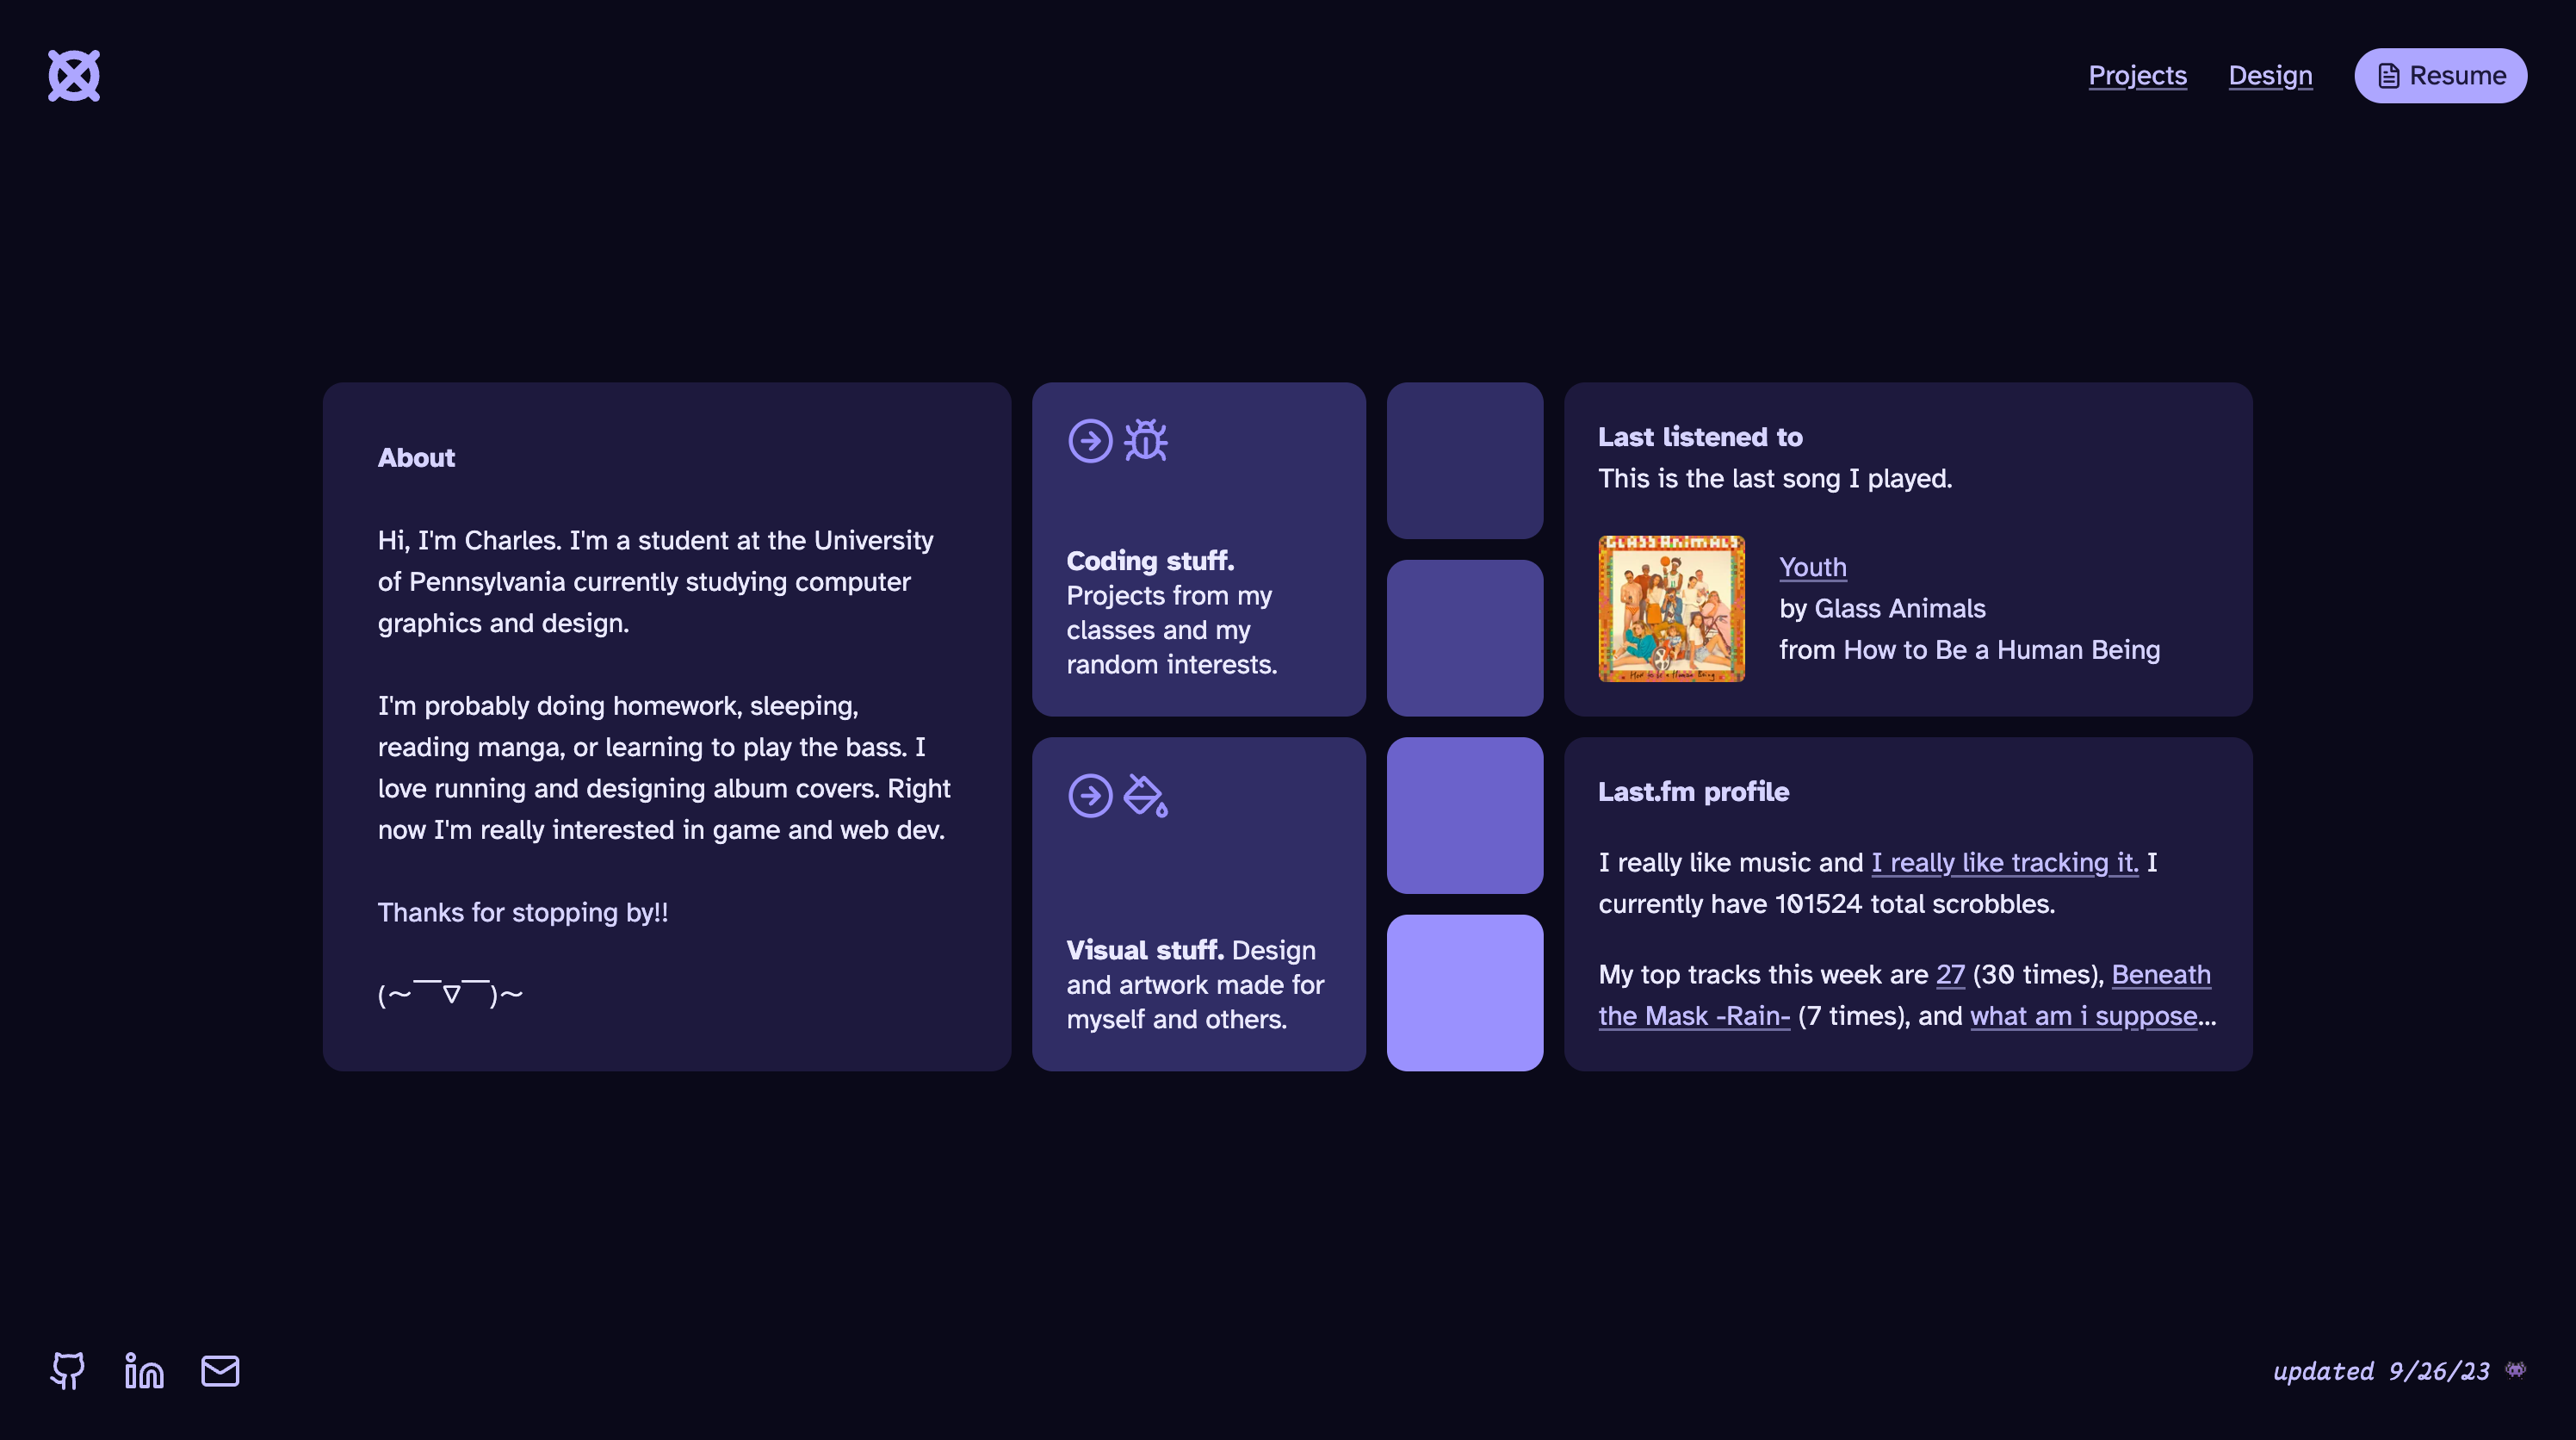 Projects Design Resume
About
Hi, I'm Charles. I'm a student at the University
of Pennsylvania currently studying computer
graphics and design.
I'm probably doing homework, sleeping,
reading manga, or learning to play the bass. I
love running and designing album covers. Right
now I'm really interested in game and web dev.
Thanks for stopping by!!
(～￣▽￣)～
Coding stuff.
Projects from my
classes and my
random interests.
Visual stuff. Design
and artwork made for
myself and others.
Last listened to
This is the last song I played.
GLASS ANIMALS
How to be a Human Being
Youth
by Glass Animals
from How to Be a Human Being
Last.fm profile
I really like music and I really like tracking it. I
currently have 101524 total scrobbles.
My top tracks this week are 27 (30 times), Beneath
the Mask -Rain- (7 times), and what am i suppose...
in
updated 9/26/23